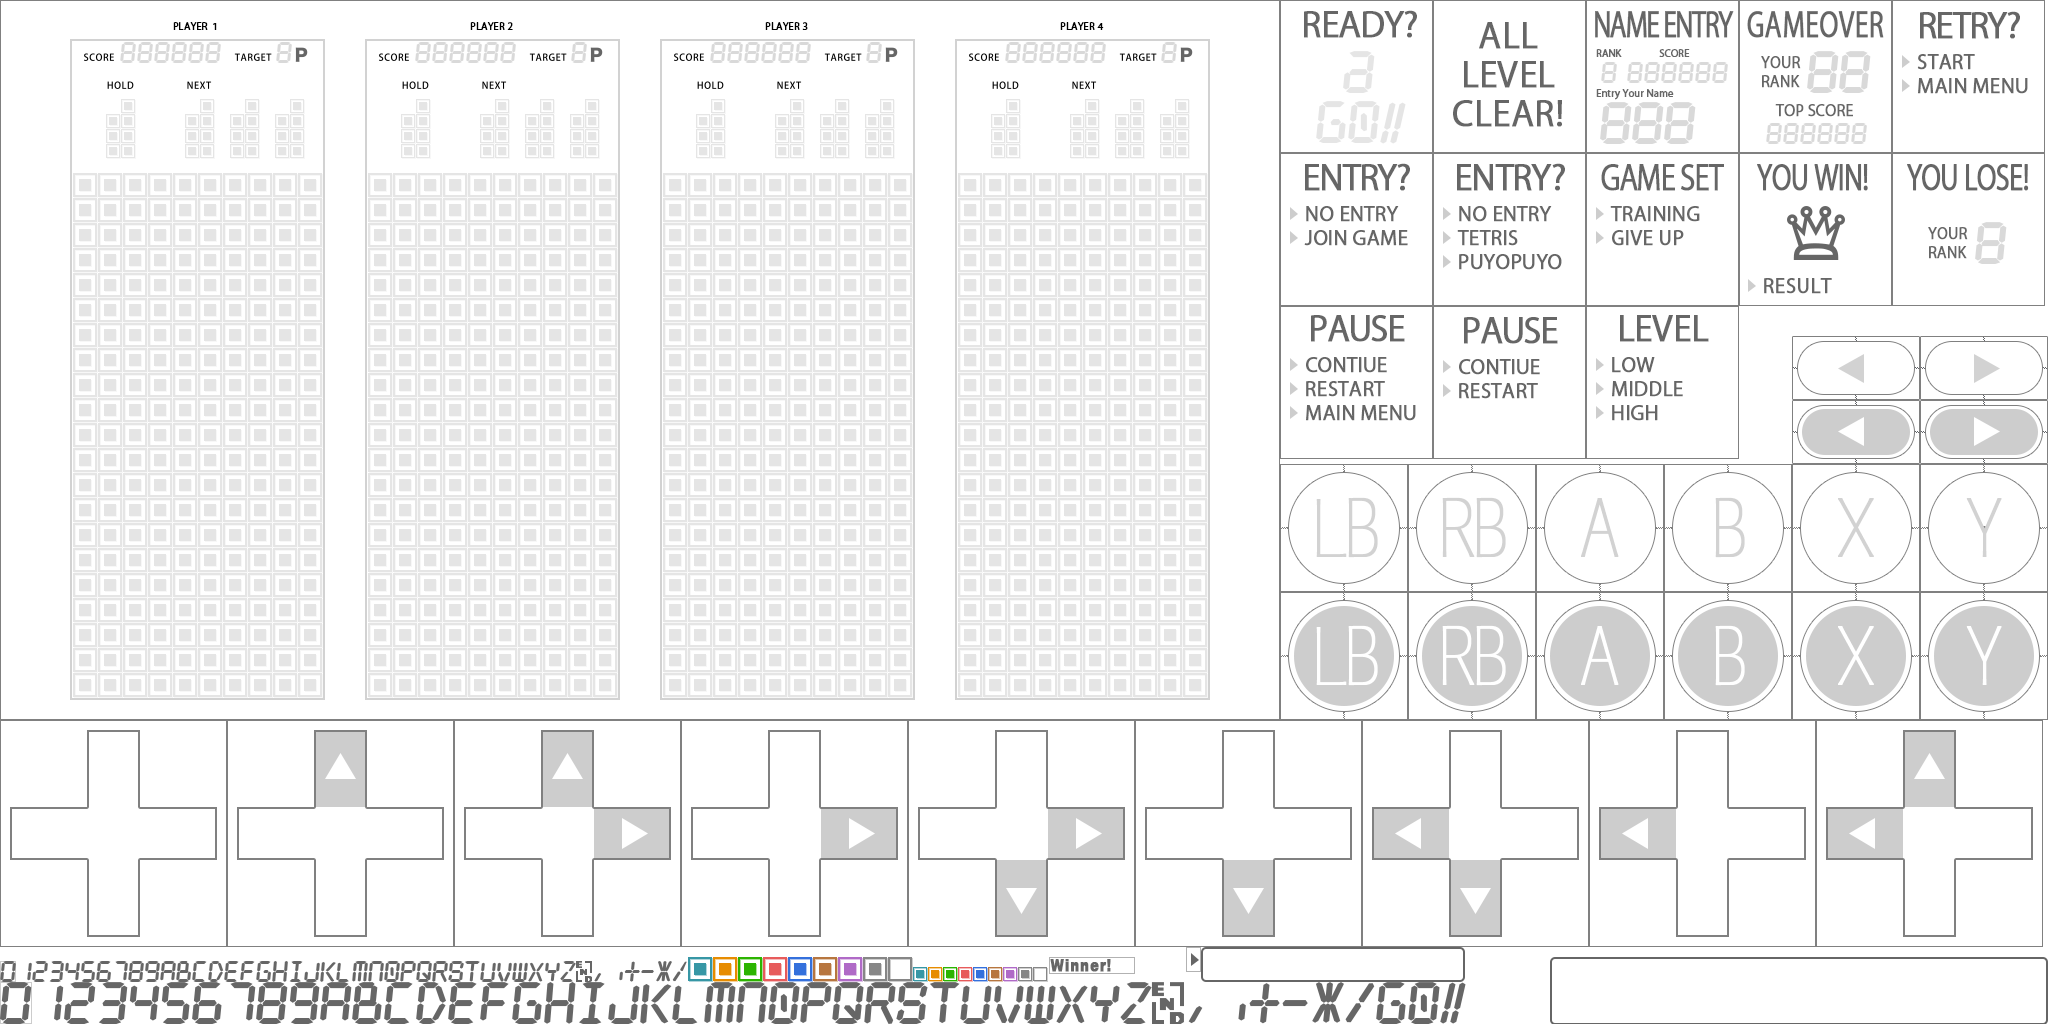 PLAYER 1
PLAYER 2
PLAYER 3
PLAYER 4
SCORE 888888 TARGET 8P
HOLD NEXT
SCORE 888888 TARGET 8P
HOLD NEXT
SCORE 888888 TARGET 8P
HOLD NEXT
SCORE 888888 TARGET 8P
HOLD NEXT
READY?
GO!!
ALL
LEVEL
CLEAR!
NAME ENTRY
RANK SCORE
8 888888
Entry Your Name
888
GAMEOVER
YOUR
RANK 88
TOP SCORE
888888
RETRY?
START
MAIN MENU
ENTRY?
NO ENTRY
JOIN GAME
ENTRY?
NO ENTRY
TETRIS
PUYOPUYO
GAME SET
TRAINING
GIVE UP
YOU WIN!
RESULT
YOU LOSE!
YOUR
RANK 8
PAUSE
CONTIUE
RESTART
MAIN MENU
PAUSE
CONTIUE
RESTART
LEVEL
LOW
MIDDLE
HIGH
LB RB A B X Y
LB RB A B X Y
0123456789ABCDEFGHIJKLMNOPQRSTUVWXYZ END
Winner!
0123456789ABCDEFGHIJKLMNOPQRSTUVWXYZ END GO!!